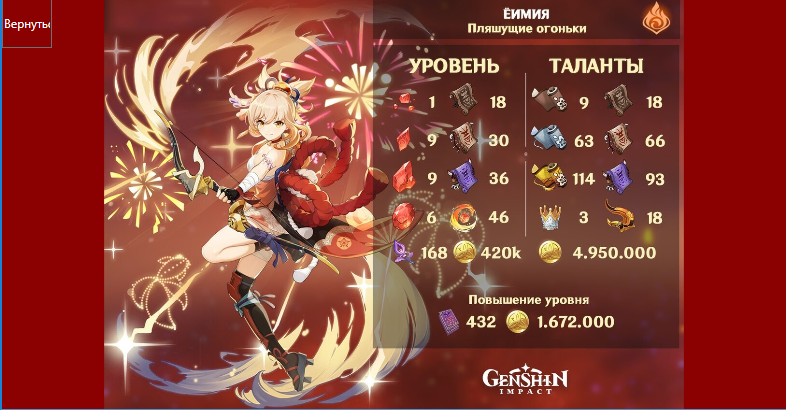 Вернуть
ЁИМИЯ
Пляшущие огоньки
УРОВЕНЬ
ТАЛАНТЫ
1 18 9 18
9 30 63 66
9 36 114 93
6 46 3 18
168 420k 4.950.000
Повышение уровня
432 1.672.000
GENSHIN
IMPACT